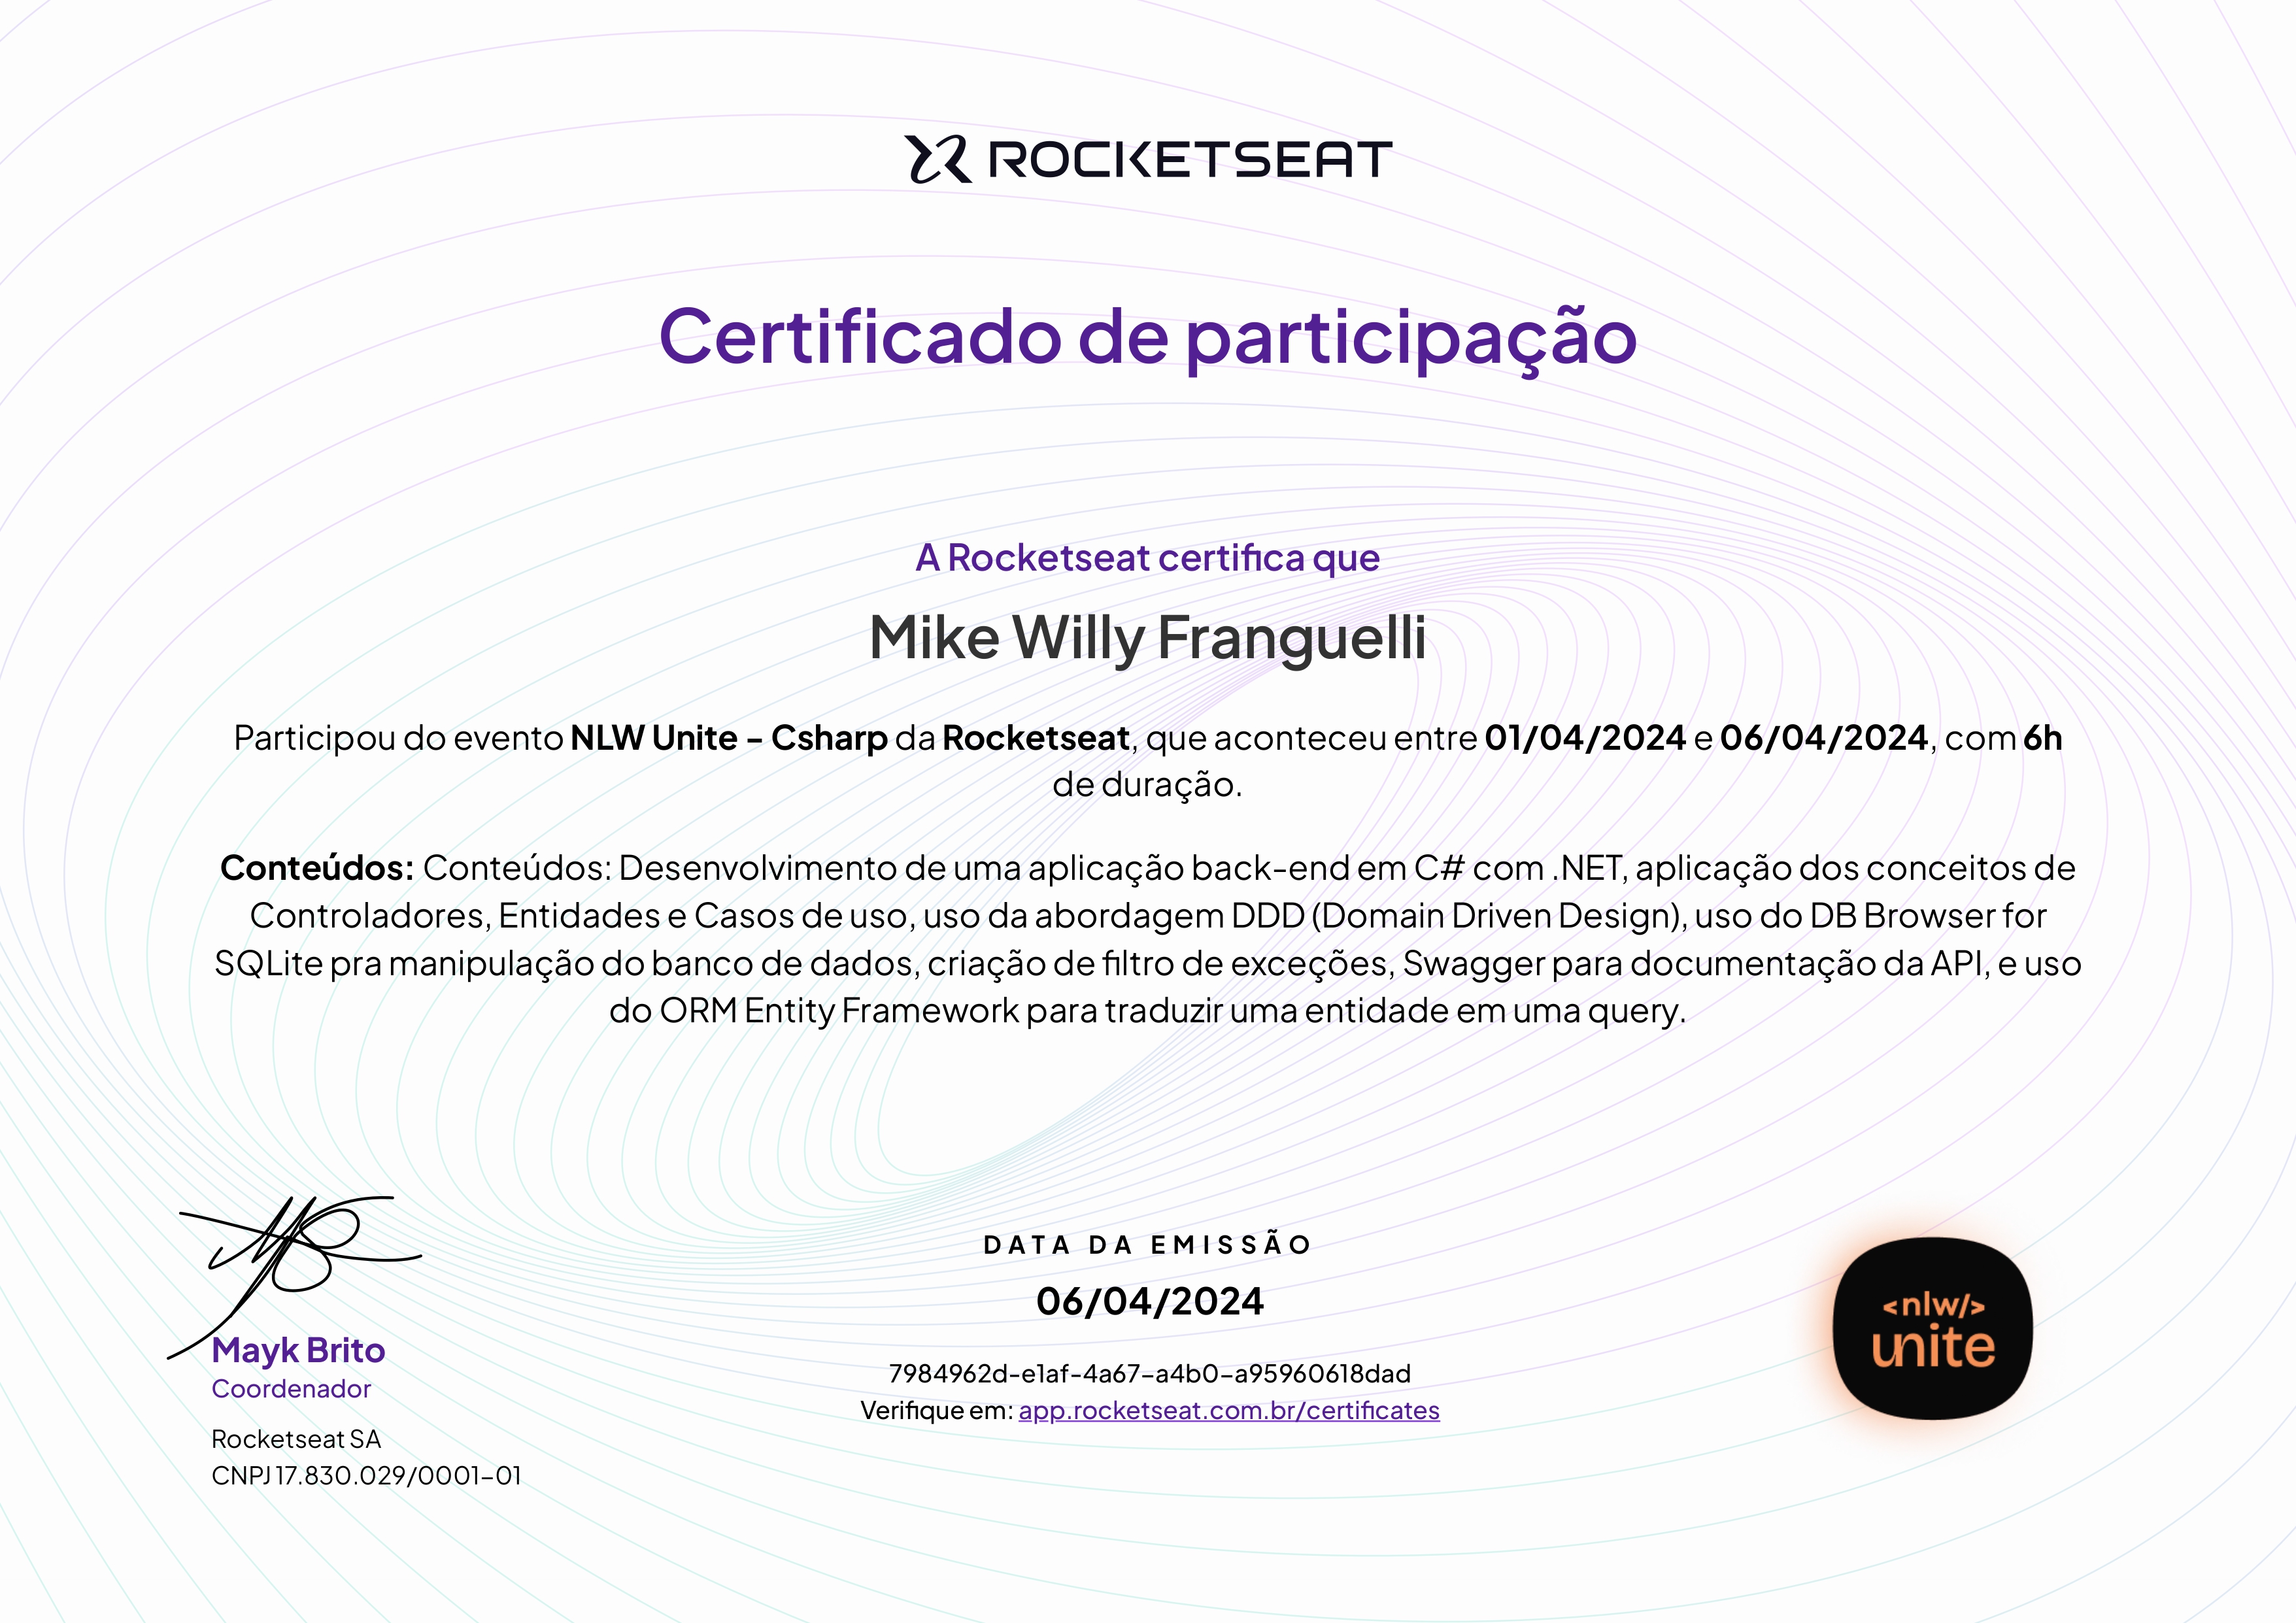 ROCKETSEAT
Certificado de participação
A Rocketseat certifica que
Mike Willy Franguelli
Participou do evento NLW Unite - Csharp da Rocketseat, que aconteceu entre 01/04/2024 e 06/04/2024, com 6h
de duração.
Conteúdos: Conteúdos: Desenvolvimento de uma aplicação back-end em C# com .NET, aplicação dos conceitos de
Controladores, Entidades e Casos de uso, uso da abordagem DDD (Domain Driven Design), uso do DB Browser for
SQLite pra manipulação do banco de dados, criação de filtro de exceções, Swagger para documentação da API, e uso
do ORM Entity Framework para traduzir uma entidade em uma query.
Mayk Brito
Coordenador
Rocketseat SA
CNPJ 17.830.029/0001-01
DATA DA EMISSÃO
06/04/2024
7984962d-e1af-4a67-a4b0-a95960618dad
Verifique em: app.rocketseat.com.br/certificates
<nlw/>
unite